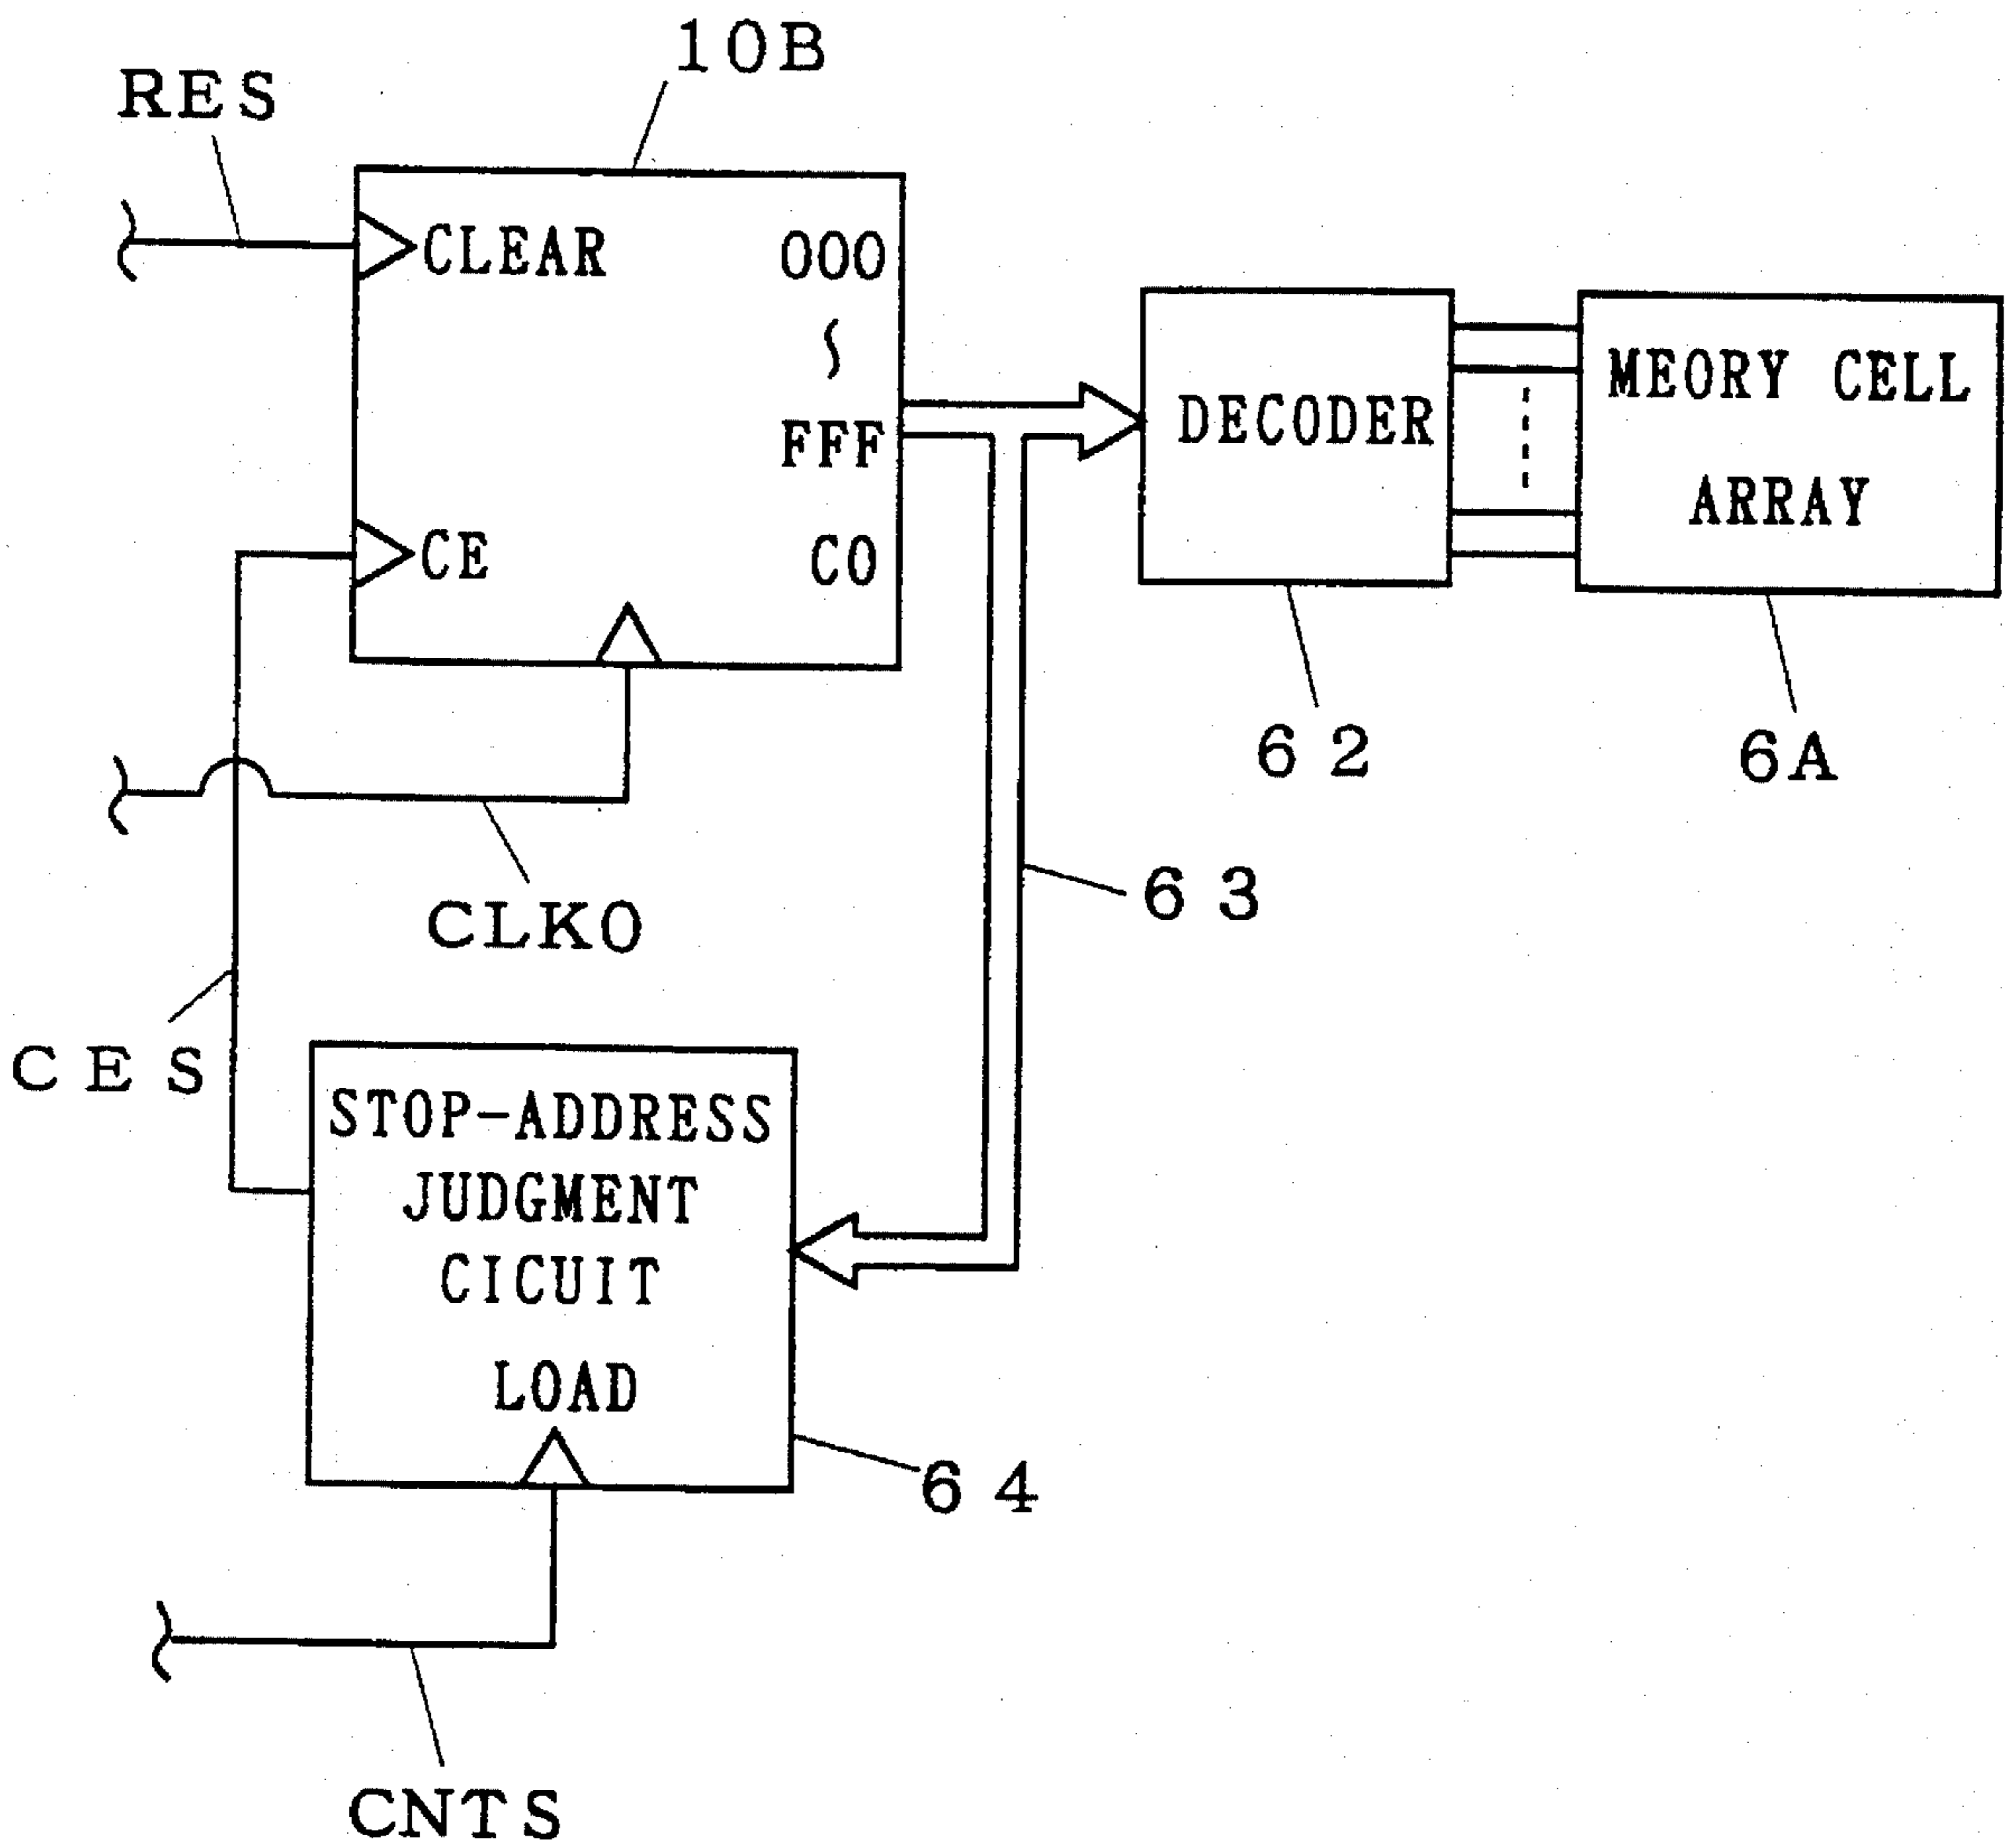 10B
RES
CLEAR
000
FFF
CE
CO
DECODER
MEORY CELL
ARRAY
62
6A
63
CLK0
CES
STOP-ADDRESS
JUDGMENT
CICUIT
LOAD
64
CNTS